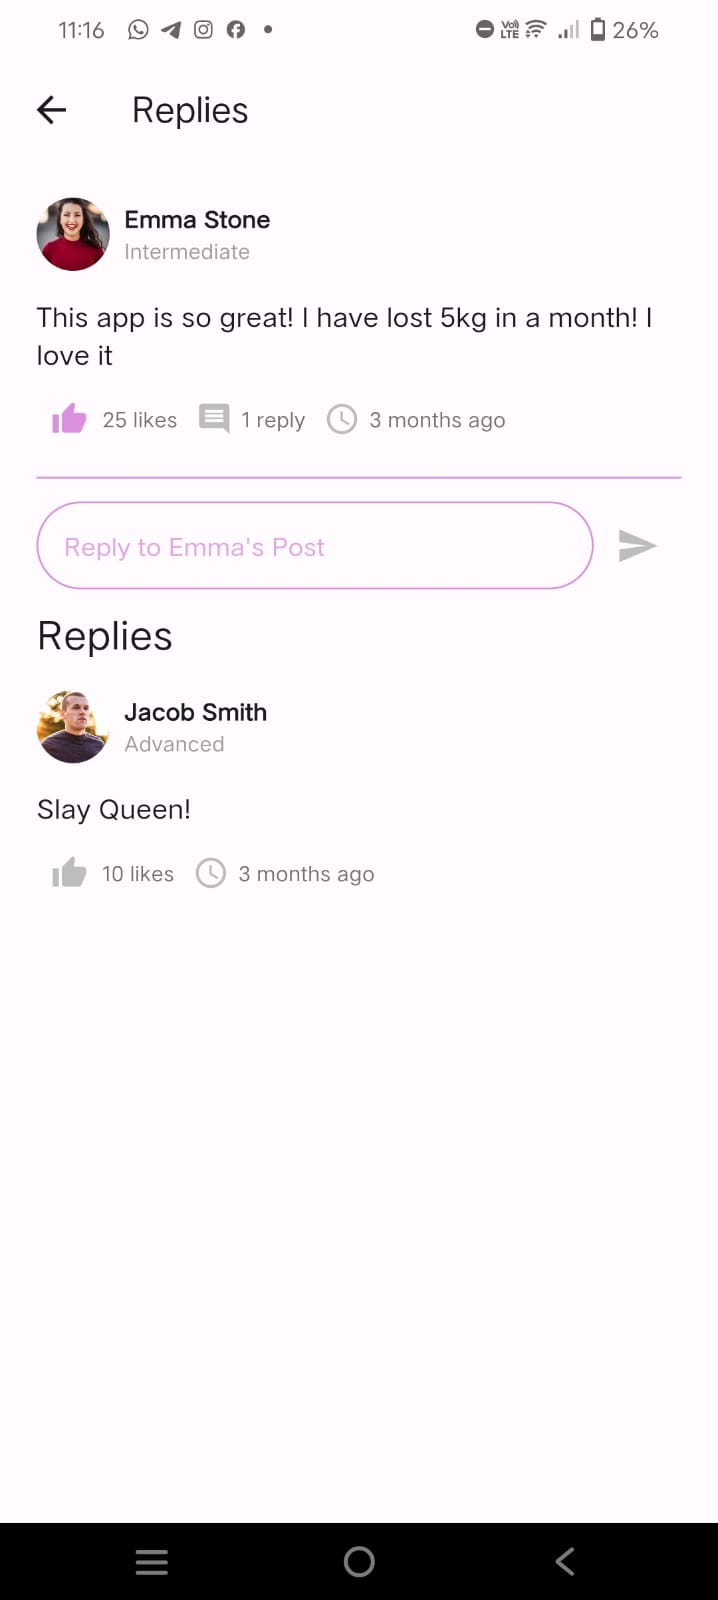 11:16 Vo) LTE 26%
Replies
Emma Stone
Intermediate
This app is so great! I have lost 5kg in a month! I
love it
25 likes 1 reply 3 months ago
Reply to Emma's Post
Replies
Jacob Smith
Advanced
Slay Queen!
10 likes 3 months ago